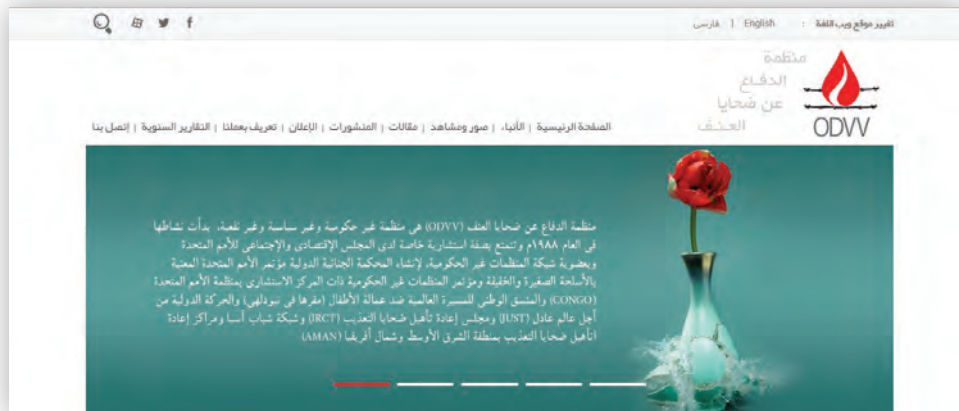 تغيير موقع ويب اللغة : English | فارسی
منظمة
الدفاع
عن ضحايا
العنف
ODVV
الصفحة الرئيسية | الأنباء | صور ومشاهد | مقالات | المنشورات | الإعلان | تعريف بعملنا | التقارير السنوية | إتصل بنا
منظمة الدفاع عن ضحايا العنف (ODVV) هي منظمة غير حكومية وغير سياسية وغير نفعية، بدأت نشاطها
في العام ١٩٨٨م وتتمتع بصفة استشارية خاصة لدى المجلس الإقتصادي والإجتماعي للأمم المتحدة
وبعضوية شبكة المنظمات غير الحكومية، لإنشاء المحكمة الجنائية الدولية مؤتمر الأمم المتحدة المعنية
بالأسلحة الصغيرة والخفيفة ومؤتمر المنظمات غير الحكومية ذات المركز الاستشاري بمنظمة الأمم المتحدة
(CONGO) والمنسق الوطني للمسيرة العالمية ضد عمالة الأطفال (مقرها في نيودلهي) والحركة الدولية من
أجل عالم عادل (JUST) ومجلس إعادة تأهيل ضحايا التعذيب (IRCT) وشبكة شباب آسيا ومراكز إعادة
اتأهيل ضحايا التعذيب بمنطقة الشرق الأوسط وشمال أفريقيا (AMAN)